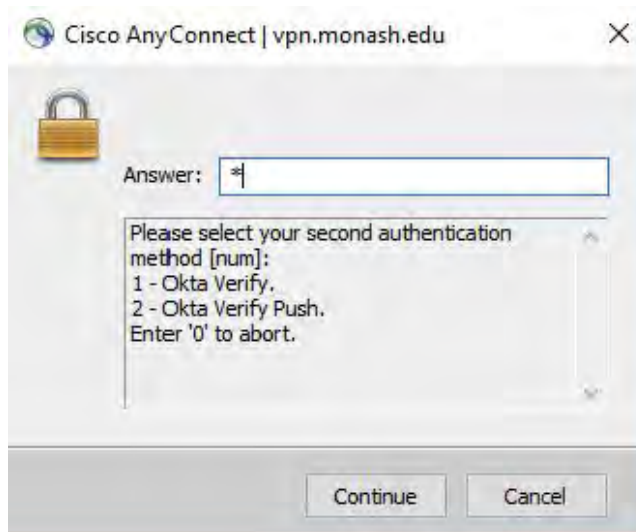 Cisco AnyConnect | vpn.monash.edu
Answer: *
Please select your second authentication
method [num]:
1 - Okta Verify.
2 - Okta Verify Push.
Enter '0' to abort.
Continue Cancel